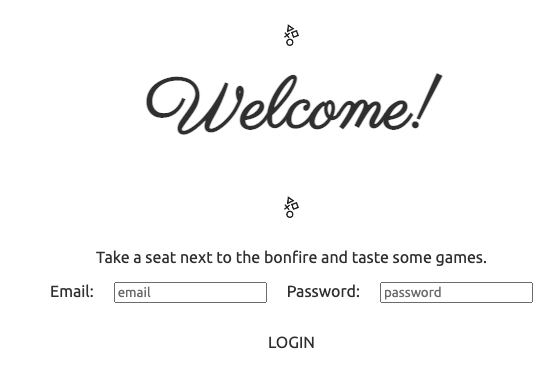 Welcome!
Take a seat next to the bonfire and taste some games.
Email: email Password: password
LOGIN